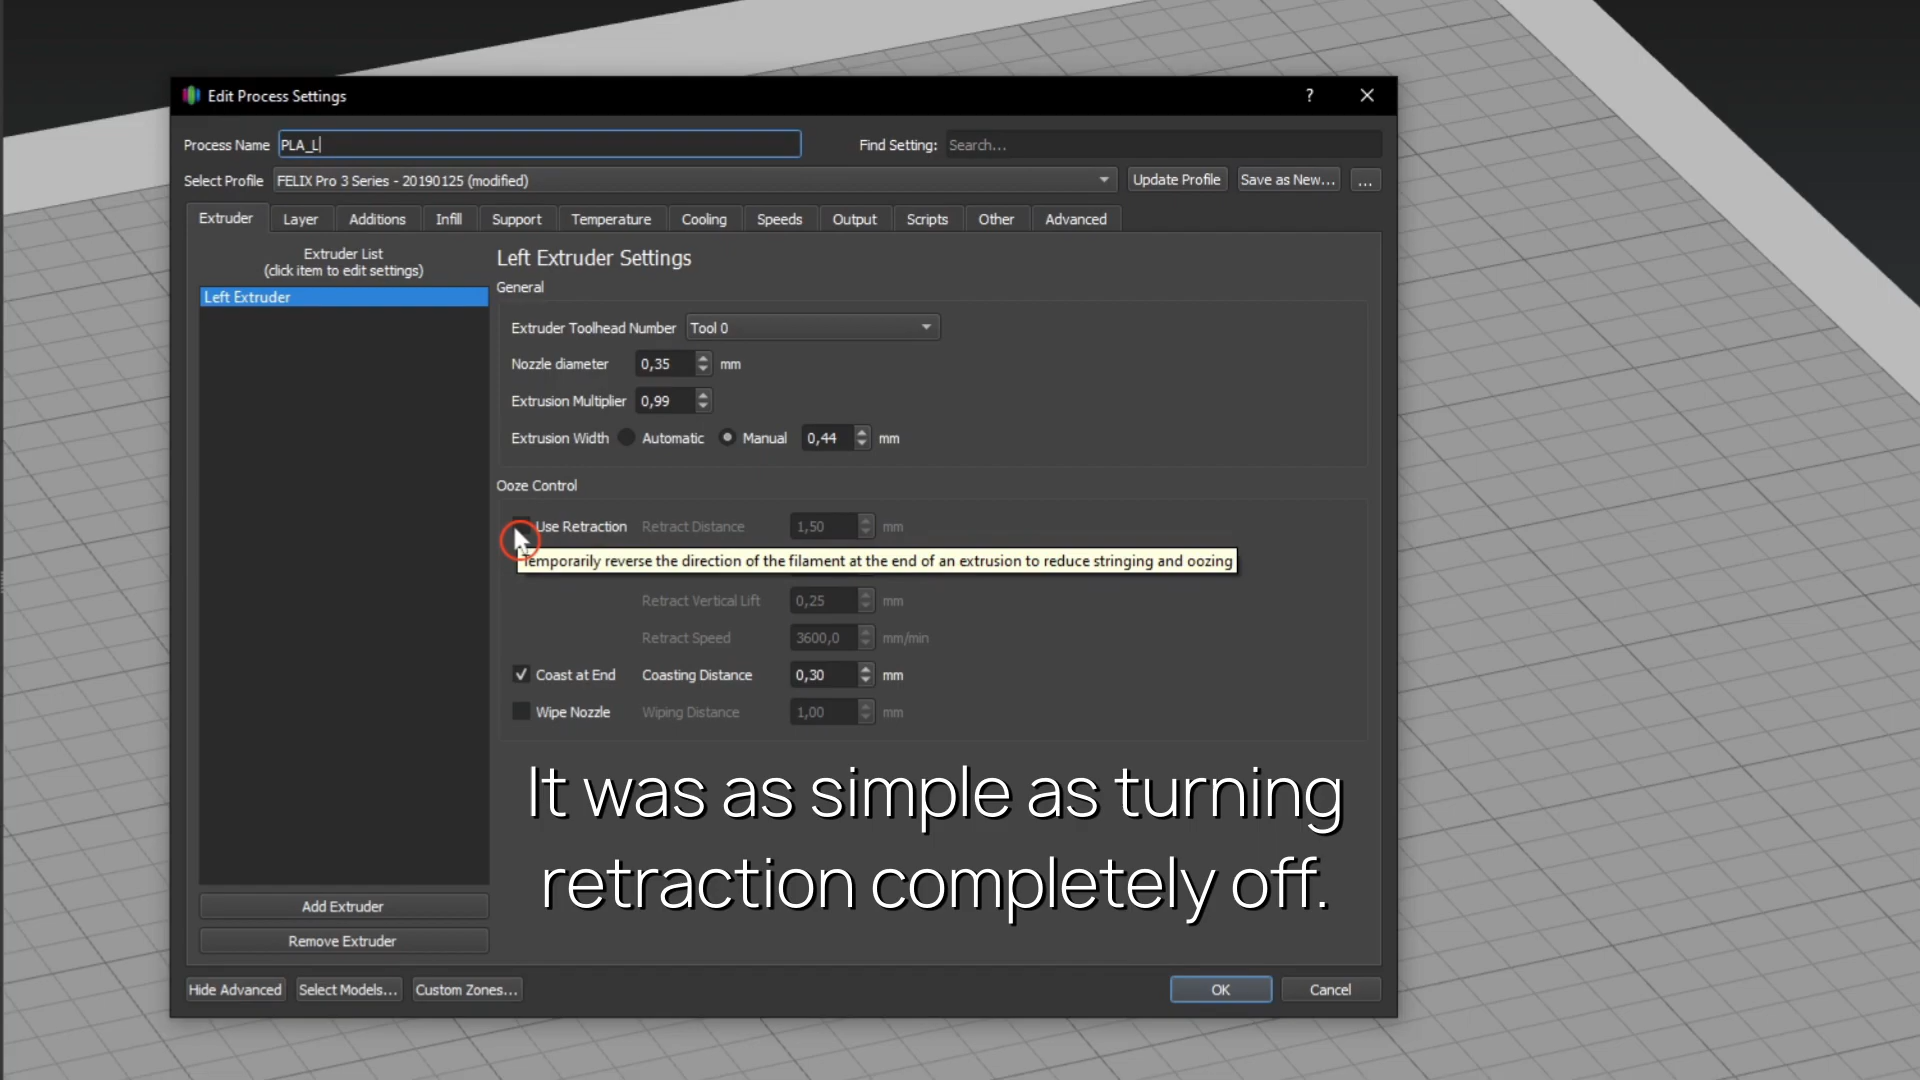 Edit Process Settings
?
Process Name PLA_L
Find Setting: Search...
Select Profile FELIX Pro 3 Series - 20190125 (modified)
Update Profile Save as New... ...
Extruder Layer Additions Infill Support Temperature Cooling Speeds Output Scripts Other Advanced
Extruder List
(click item to edit settings)
Left Extruder
Left Extruder Settings
General
Extruder Toolhead Number Tool 0
Nozzle diameter 0,35 mm
Extrusion Multiplier 0,99
Extrusion Width Automatic Manual 0,44 mm
Ooze Control
Use Retraction Retract Distance 1,50 mm
Temporarily reverse the direction of the filament at the end of an extrusion to reduce stringing and oozing
Retract Vertical Lift 0,25 mm
Retract Speed 3600,0 mm/min
Coast at End Coasting Distance 0,30 mm
Wipe Nozzle Wiping Distance 1,00 mm
It was as simple as turning
retraction completely off.
Add Extruder
Remove Extruder
Hide Advanced Select Models... Custom Zones...
OK Cancel